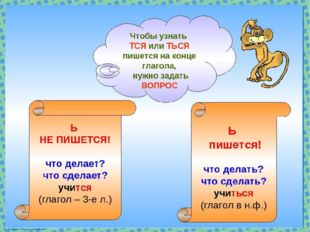 Чтобы узнать
ТСЯ или ТЬСЯ
пишется на конце
глагола,
нужно задать
ВОПРОС
Ь
НЕ ПИШЕТСЯ!
что делает?
что сделает?
учится
(глагол – 3-е л.)
Ь
пишется!
что делать?
что сделать?
учиться
(глагол в н.ф.)